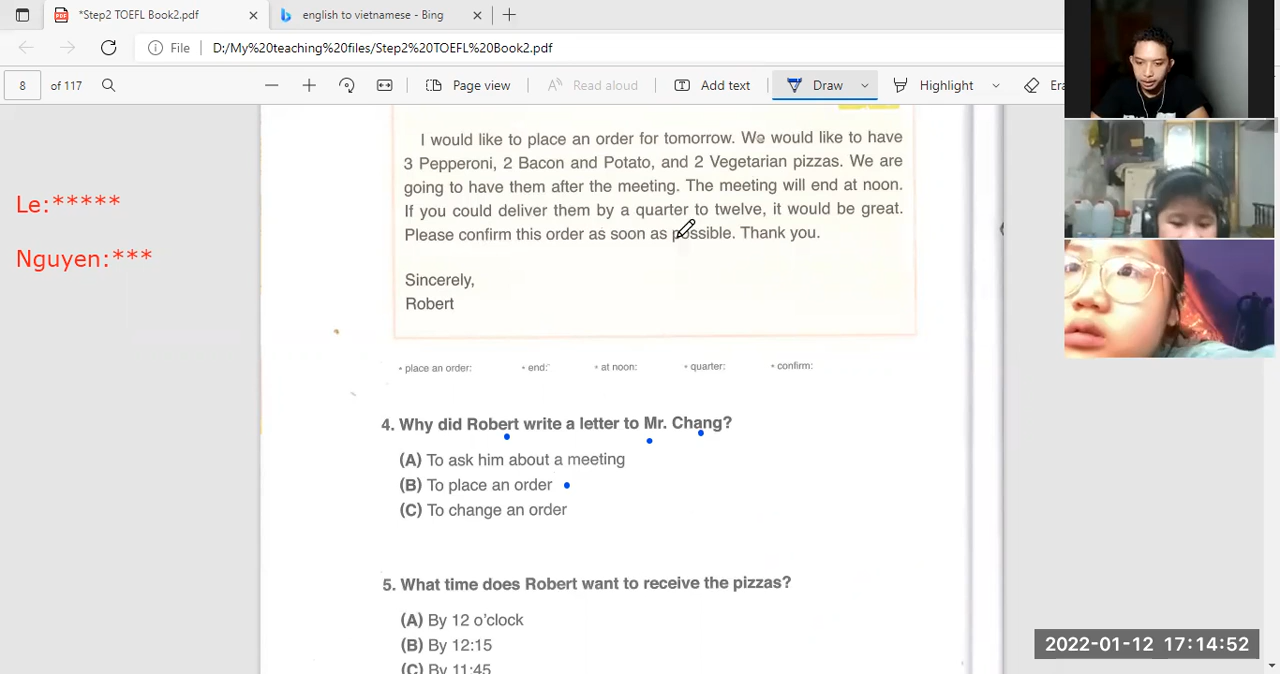 *Step2 TOEFL Book2.pdf
english to vietnamese - Bing
File D:/My%20teaching%20files/Step2%20TOEFL%20Book2.pdf
8 of 117 Page view Read aloud Add text Draw Highlight Era
I would like to place an order for tomorrow. We would like to have
3 Pepperoni, 2 Bacon and Potato, and 2 Vegetarian pizzas. We are
going to have them after the meeting. The meeting will end at noon.
If you could deliver them by a quarter to twelve, it would be great.
Please confirm this order as soon as possible. Thank you.
Sincerely,
Robert
Le:*****
Nguyen:***
• place an order: • end: • at noon: • quarter: • confirm:
4. Why did Robert write a letter to Mr. Chang?
(A) To ask him about a meeting
(B) To place an order
(C) To change an order
5. What time does Robert want to receive the pizzas?
(A) By 12 o'clock
(B) By 12:15
(C) By 11:45
2022-01-12 17:14:52